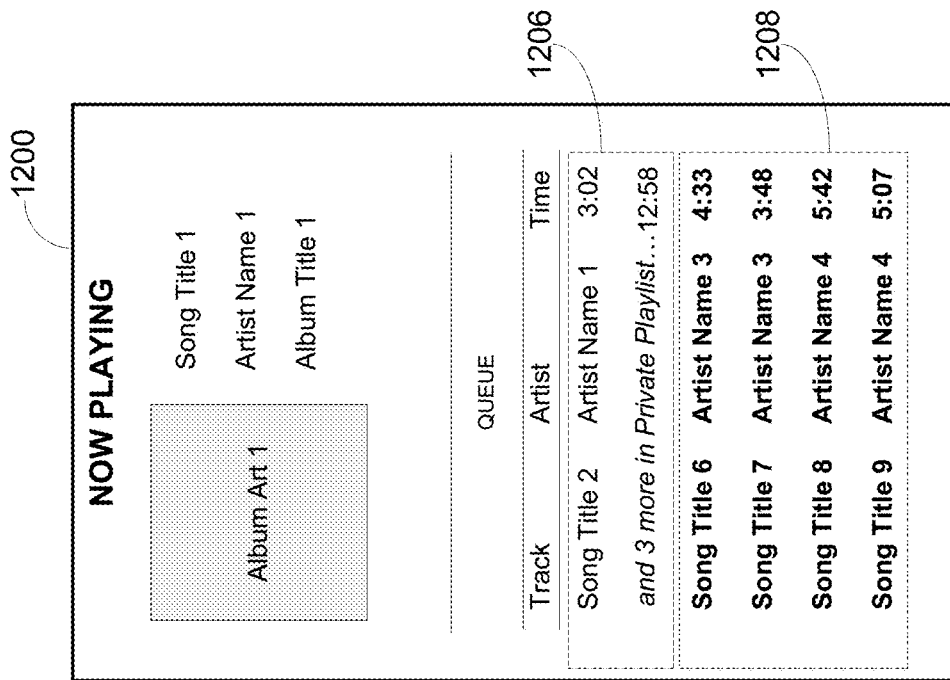 1200
NOW PLAYING
Album Art 1
Song Title 1
Artist Name 1
Album Title 1
QUEUE
Track Artist Time
Song Title 2 Artist Name 1 3:02
and 3 more in Private Playlist...12:58
1206
Song Title 6 Artist Name 3 4:33
Song Title 7 Artist Name 3 3:48
Song Title 8 Artist Name 4 5:42
Song Title 9 Artist Name 4 5:07
1208